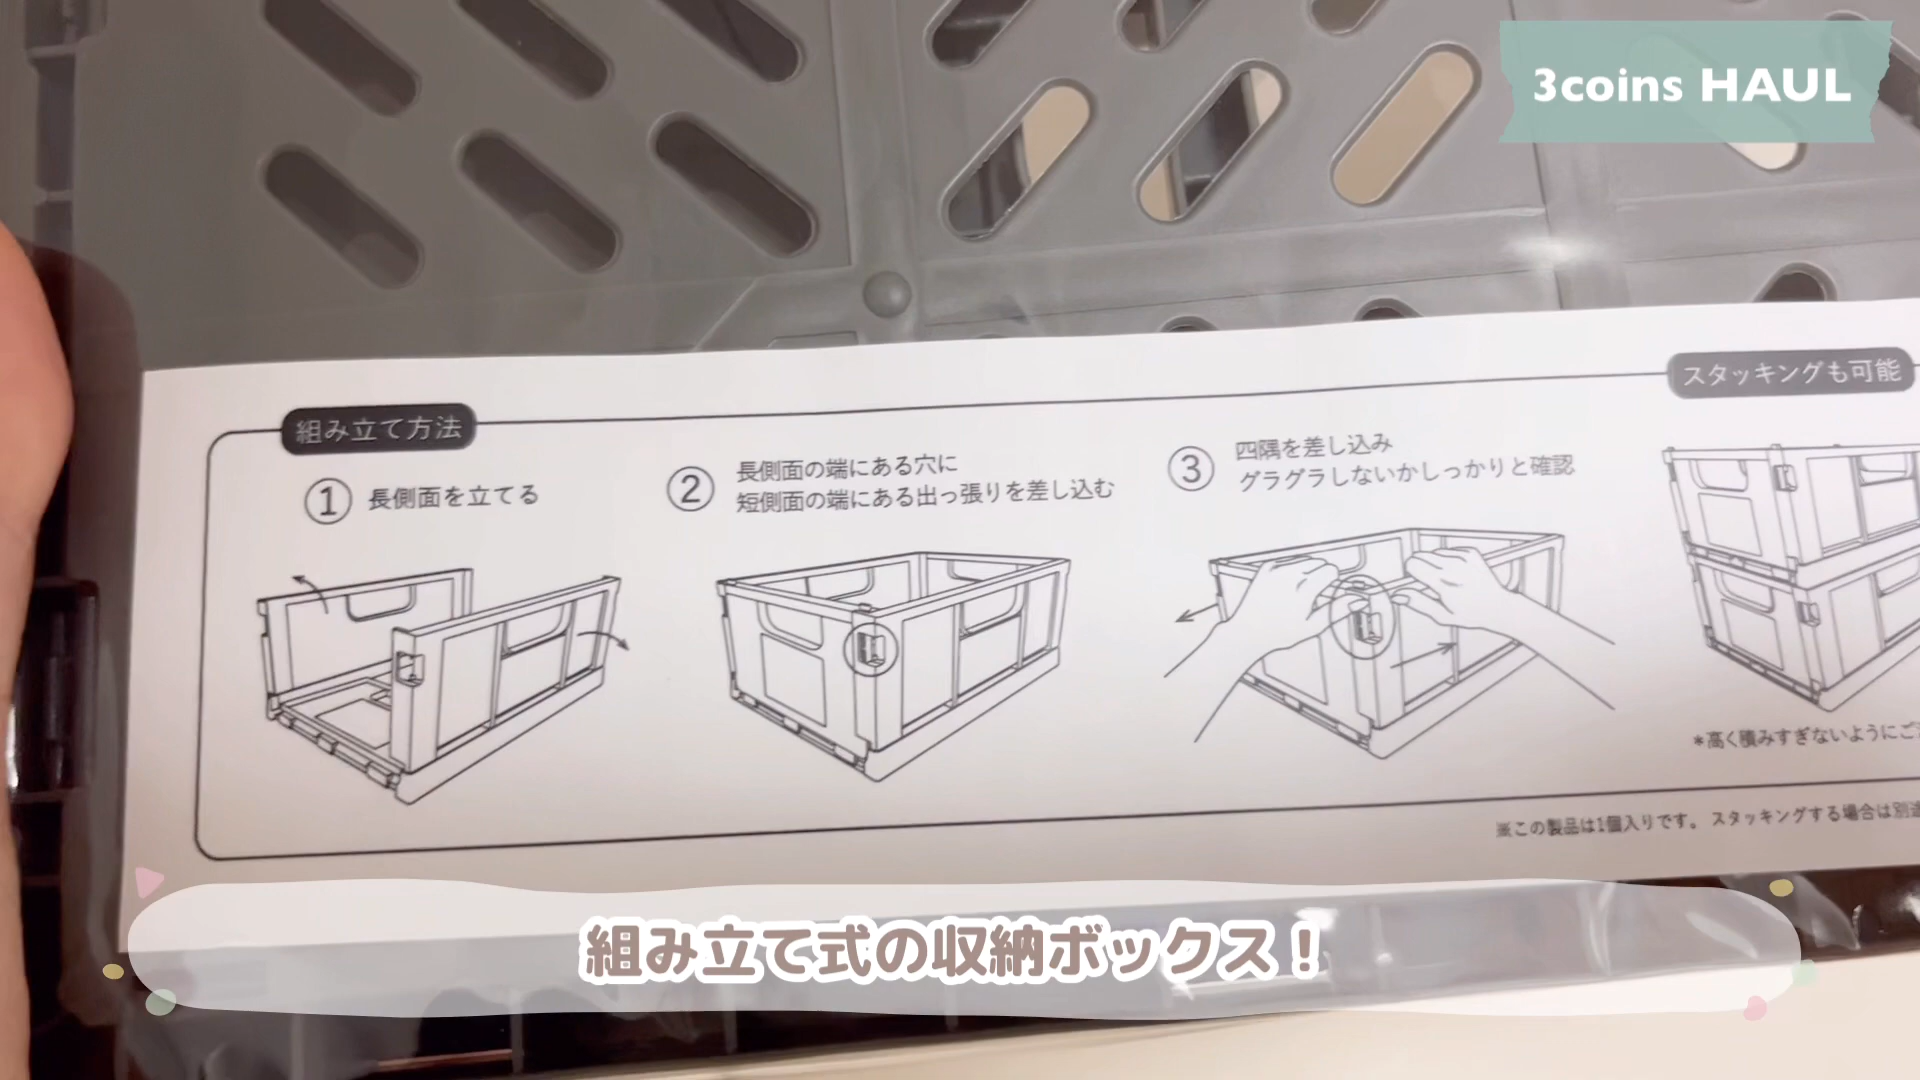 3coins HAUL
組み立て方法
スタッキングも可能
① 長側面を立てる
② 長側面の端にある穴に
短側面の端にある出っ張りを差し込む
③ 四隅を差し込み
グラグラしないかしっかりと確認
*高く積みすぎないようにご
※この製品は1個入りです。スタッキングする場合は別途
組み立て式の収納ボックス!